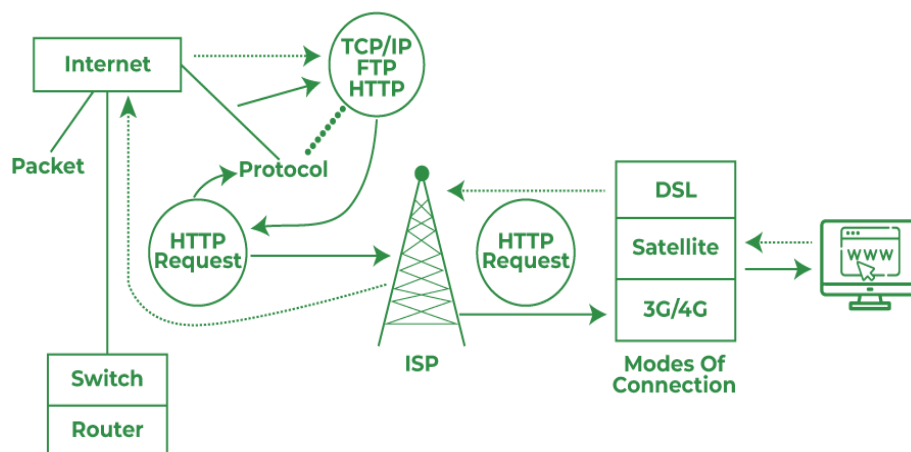 Internet
TCP/IP
FTP
HTTP
Packet
Protocol
HTTP
Request
HTTP
Request
DSL
Satellite
3G/4G
WWW
ISP
Modes Of
Connection
Switch
Router